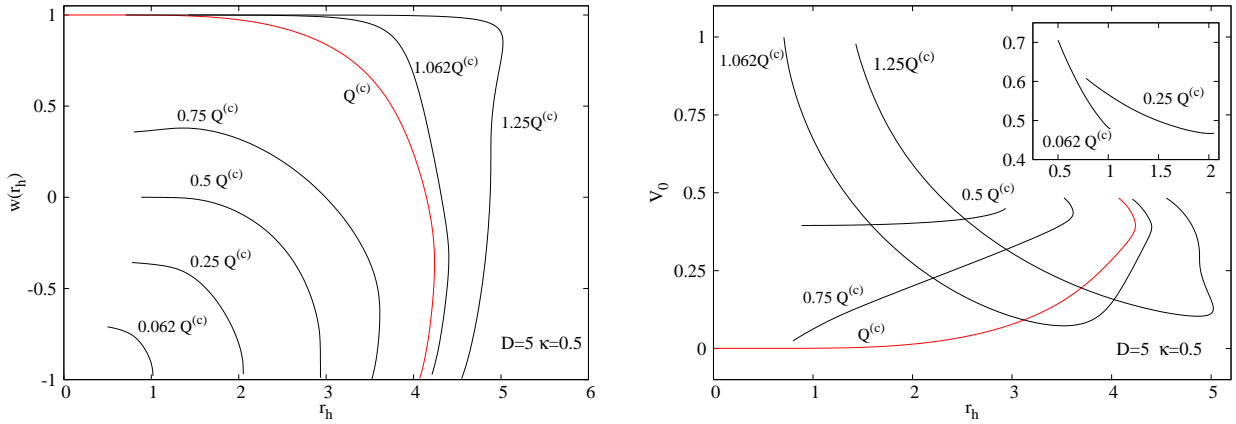 1
0.5
0
-0.5
-1
w(r_h)
0 1 2 3 4 5 6
r_h
0.75 Q^(c)
0.5 Q^(c)
0.25 Q^(c)
0.062 Q^(c)
Q^(c)
1.062Q^(c)
1.25Q^(c)
D=5 κ=0.5
1
0.75
0.5
0.25
0
V_0
0 1 2 3 4 5
r_h
1.062Q^(c)
1.25Q^(c)
0.5 Q^(c)
0.75 Q^(c)
Q^(c)
D=5 κ=0.5
0.7
0.6
0.5
0.4
0.5 1 1.5 2
0.25 Q^(c)
0.062 Q^(c)